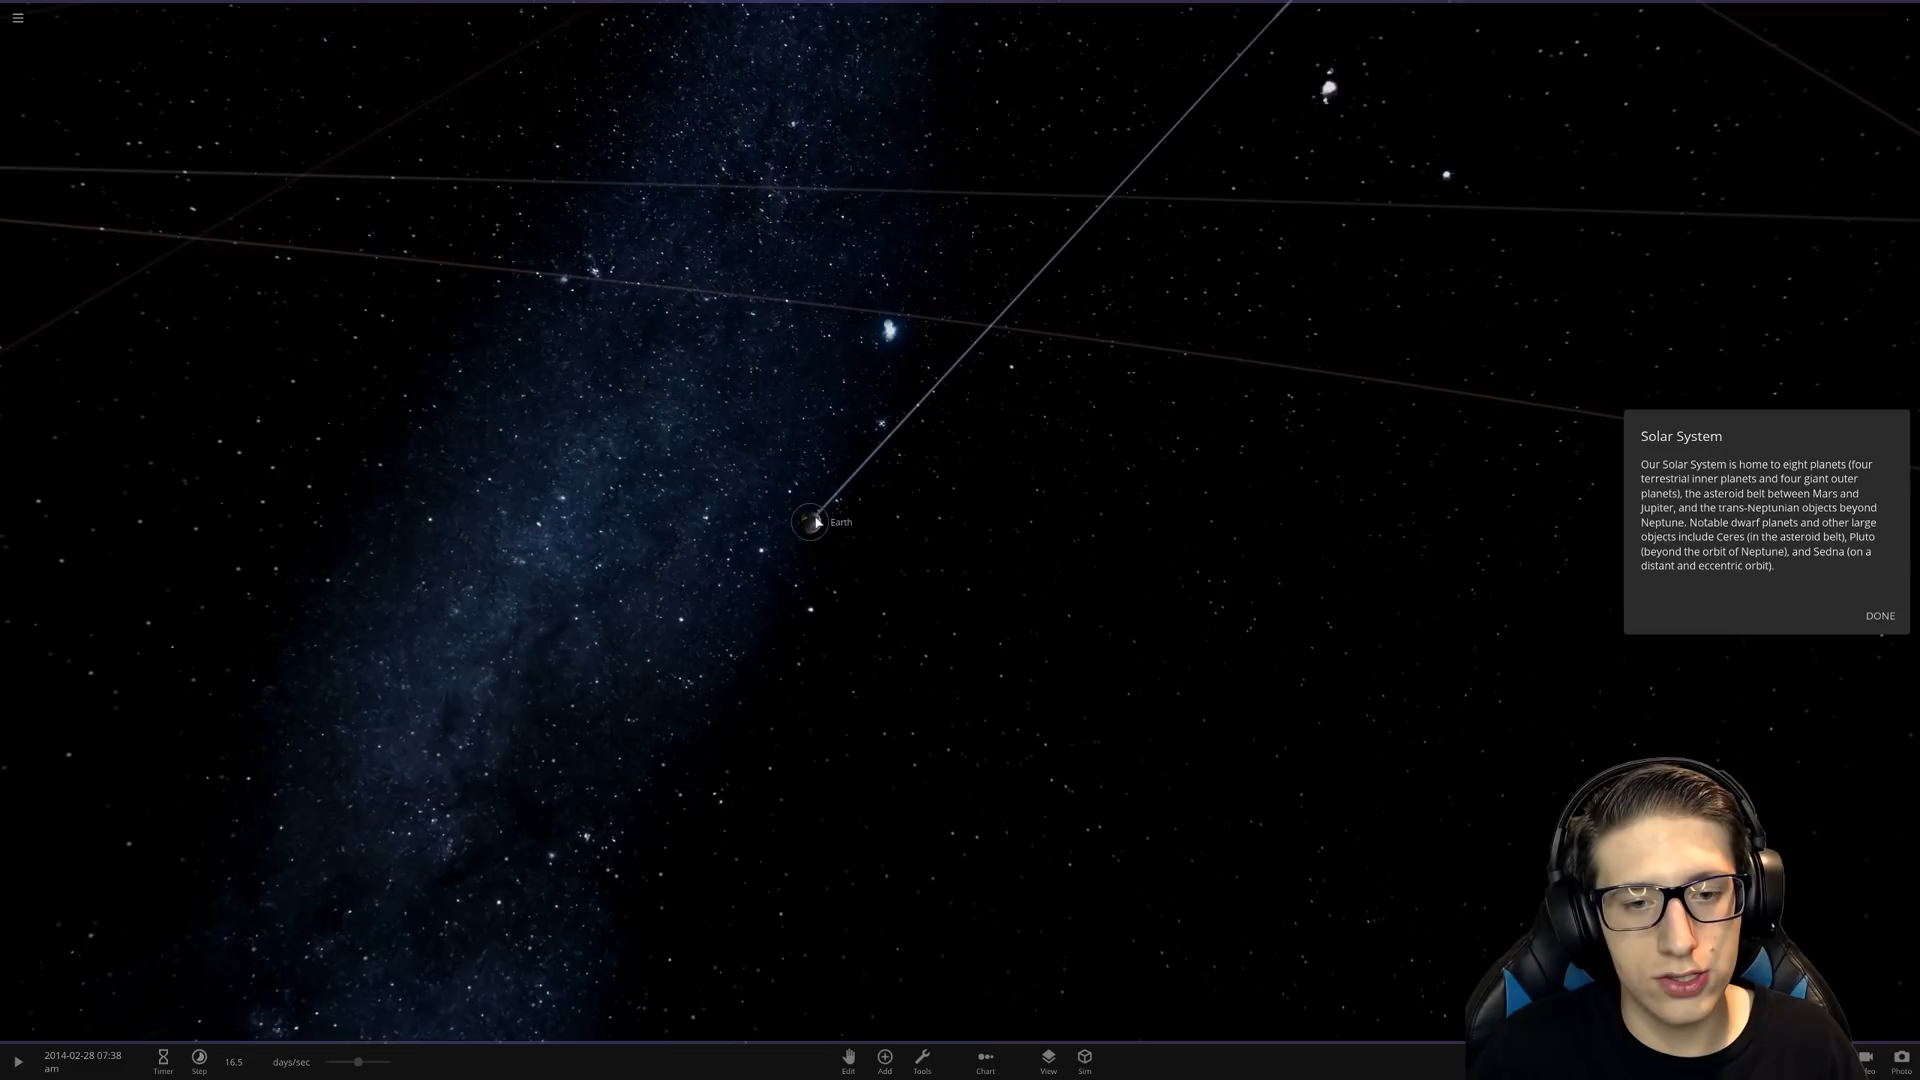 Earth
Solar System
Our Solar System is home to eight planets (four
terrestrial inner planets and four giant outer
planets), the asteroid belt between Mars and
Jupiter, and the trans-Neptunian objects beyond
Neptune. Notable dwarf planets and other large
objects include Ceres (in the asteroid belt), Pluto
(beyond the orbit of Neptune), and Sedna (on a
distant and eccentric orbit).
DONE
2014-02-28 07:38
am
Timer
Step
16.5
days/sec
Edit
Add
Tools
Chart
View
Sim
Photo